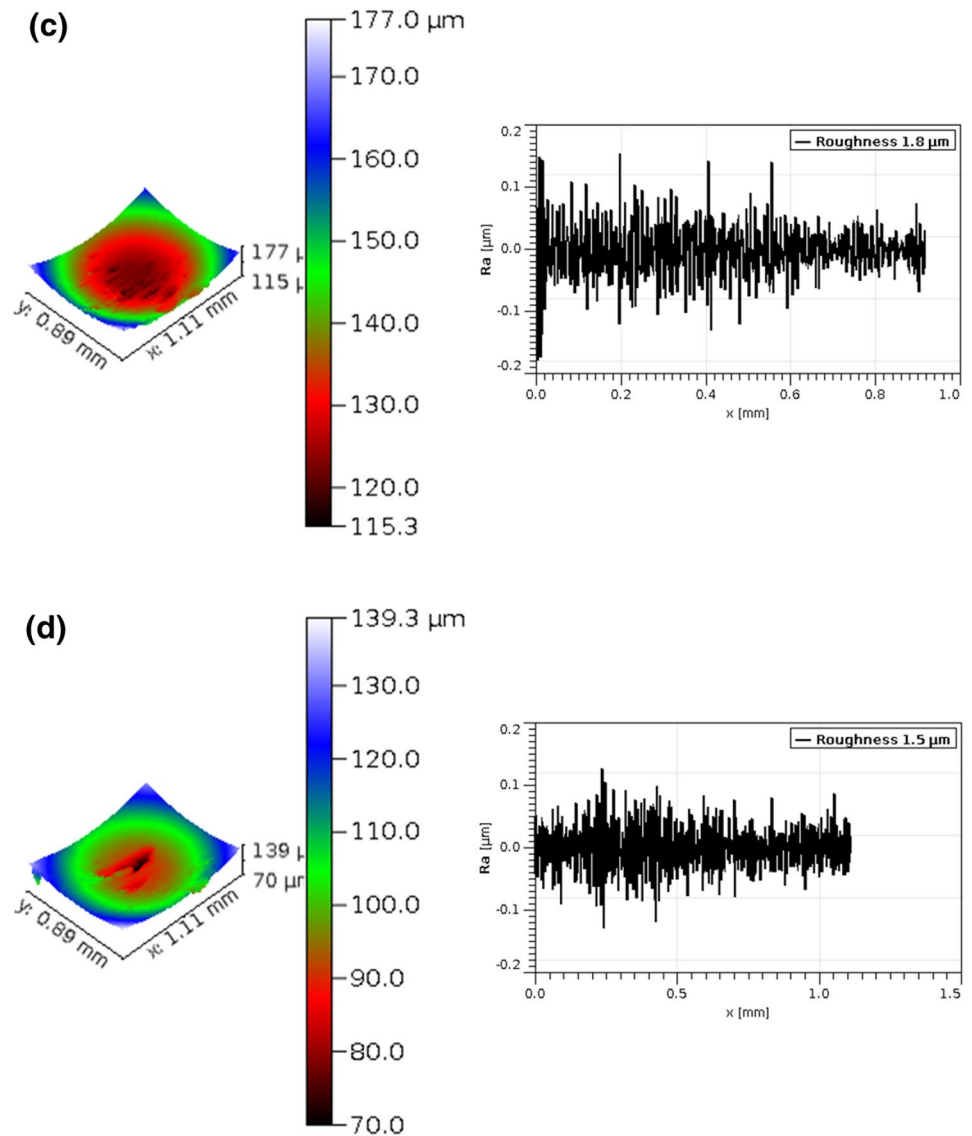 (c)
177.0 µm
170.0
160.0
150.0
140.0
130.0
120.0
115.3
177 µ
115 µ
y: 0.89 mm
x: 1.11 mm
Roughness 1.8 µm
0.2
0.1
0.0
-0.1
-0.2
Ra [µm]
0.0 0.2 0.4 0.6 0.8 1.0
x [mm]
(d)
139.3 µm
130.0
120.0
110.0
100.0
90.0
80.0
70.0
139 µ
70 µm
y: 0.89 mm
x: 1.11 mm
Roughness 1.5 µm
0.2
0.1
0.0
-0.1
-0.2
Ra [µm]
0.0 0.5 1.0 1.5
x [mm]